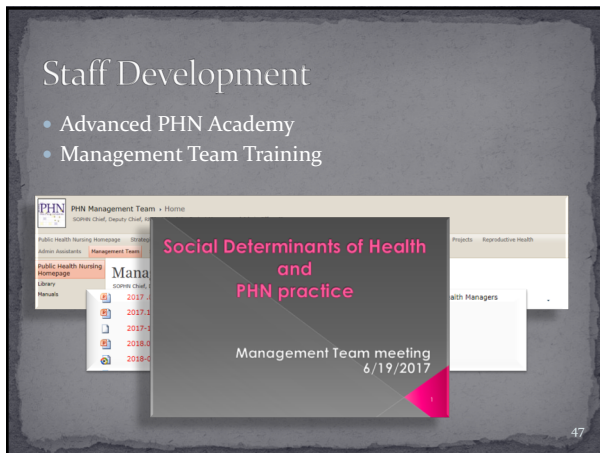 Staff Development
Advanced PHN Academy
Management Team Training
PHN
PHN Management Team Home
SOPHN Chief, Deputy Chief,
Public Health Nursing Homepage
Projects Reproductive Health
Admin Assistants Management Team
Public Health Nursing
Homepage
Library
Manuals
2017
2017.1
2017-1
2018.0
2018-0
alth Managers
Social Determinants of Health
and
PHN practice
Management Team meeting
6/19/2017
1
47